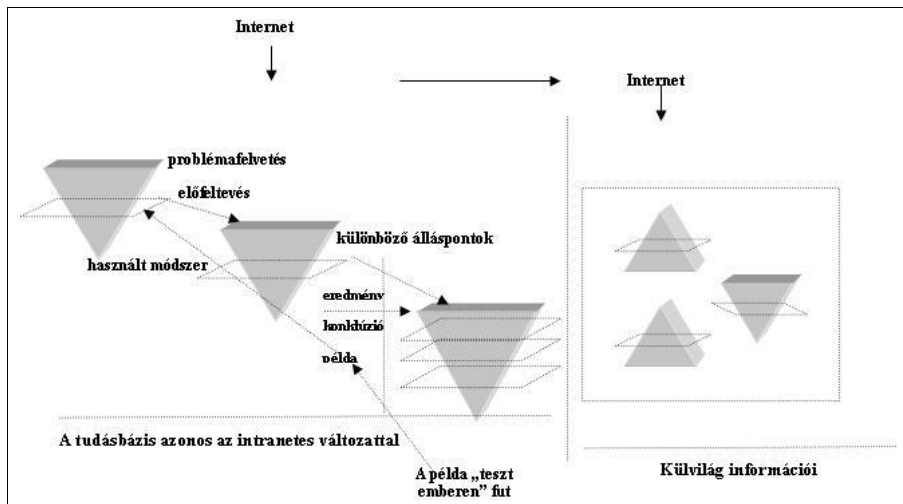 Internet
Internet
problémafelvetés
előfeltevés
különböző álláspontok
használt módszer
eredmény
konklúzió
példa
A tudásbázis azonos az intranetes változattal
Külvilág információi
A példa „teszt
emberen” fut